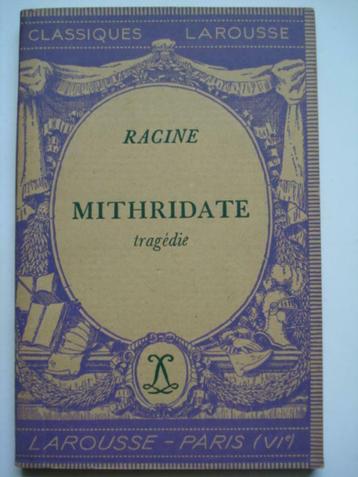 CLASSIQUES LAROUSSE
RACINE
MITHRIDATE
tragédie
LAROUSSE – PARIS (VIᵉ)